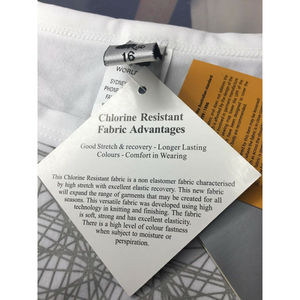 16
WORLD
SYDNEY
PHONE
FA
Chlorine Resistant
Fabric Advantages
Good Stretch & recovery - Longer Lasting
Colours - Comfort in Wearing
This Chlorine Resistant fabric is a non elastomer fabric characterised
by high stretch with excellent elastic recovery. This new fabric
will expand the range of garments that may be created for all
seasons. This versatile fabric was developed using high
technology in knitting and finishing. The fabric
is soft, strong and has excellent elasticity.
There is a high level of colour fastness
when subject to moisture or
perspiration.